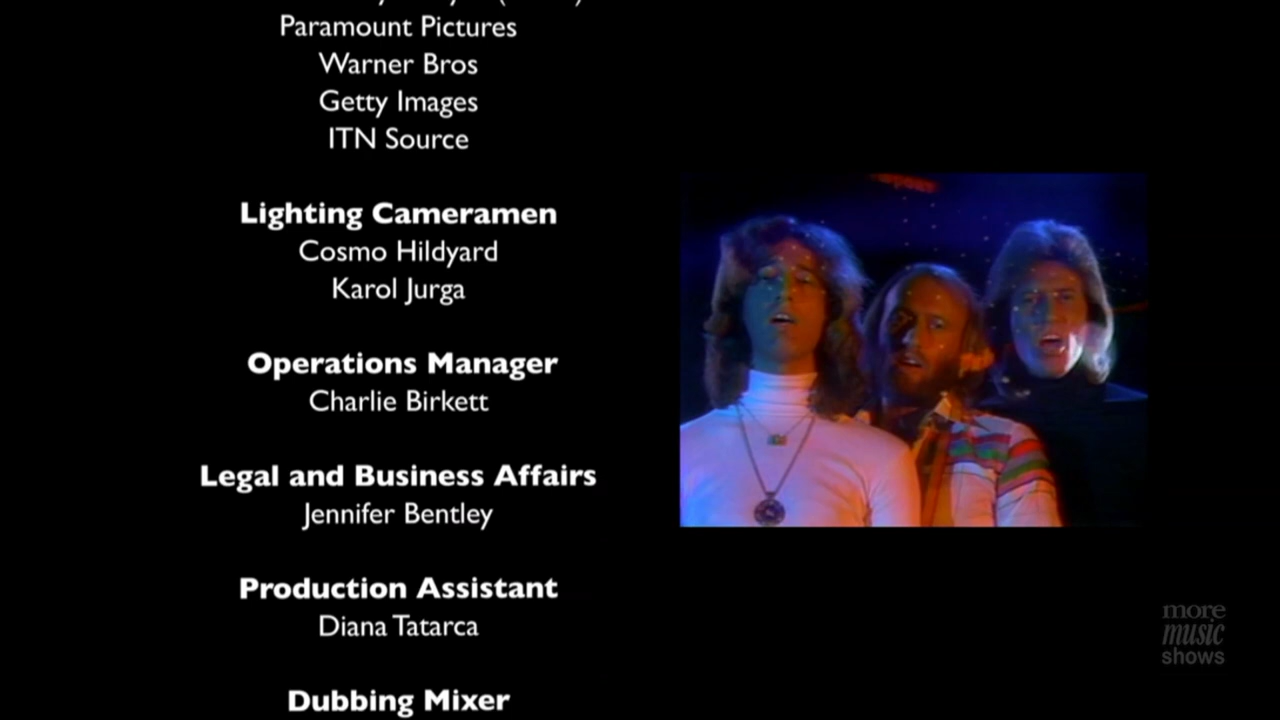 Paramount Pictures
Warner Bros
Getty Images
ITN Source
Lighting Cameramen
Cosmo Hildyard
Karol Jurga
Operations Manager
Charlie Birkett
Legal and Business Affairs
Jennifer Bentley
Production Assistant
Diana Tatarca
Dubbing Mixer
more
music
shows